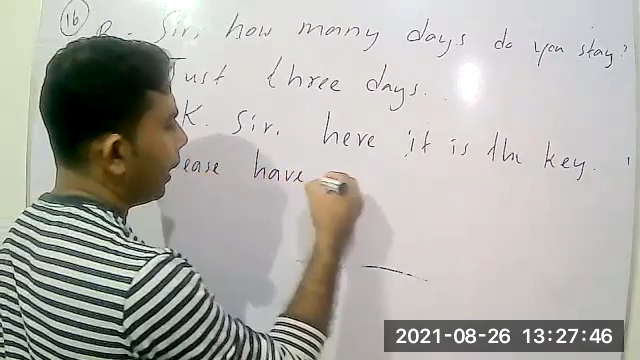 16
R. Sir, how many days do you stay?
Just three days.
K. Sir, here it is the key.
ease have
2021-08-26 13:27:46